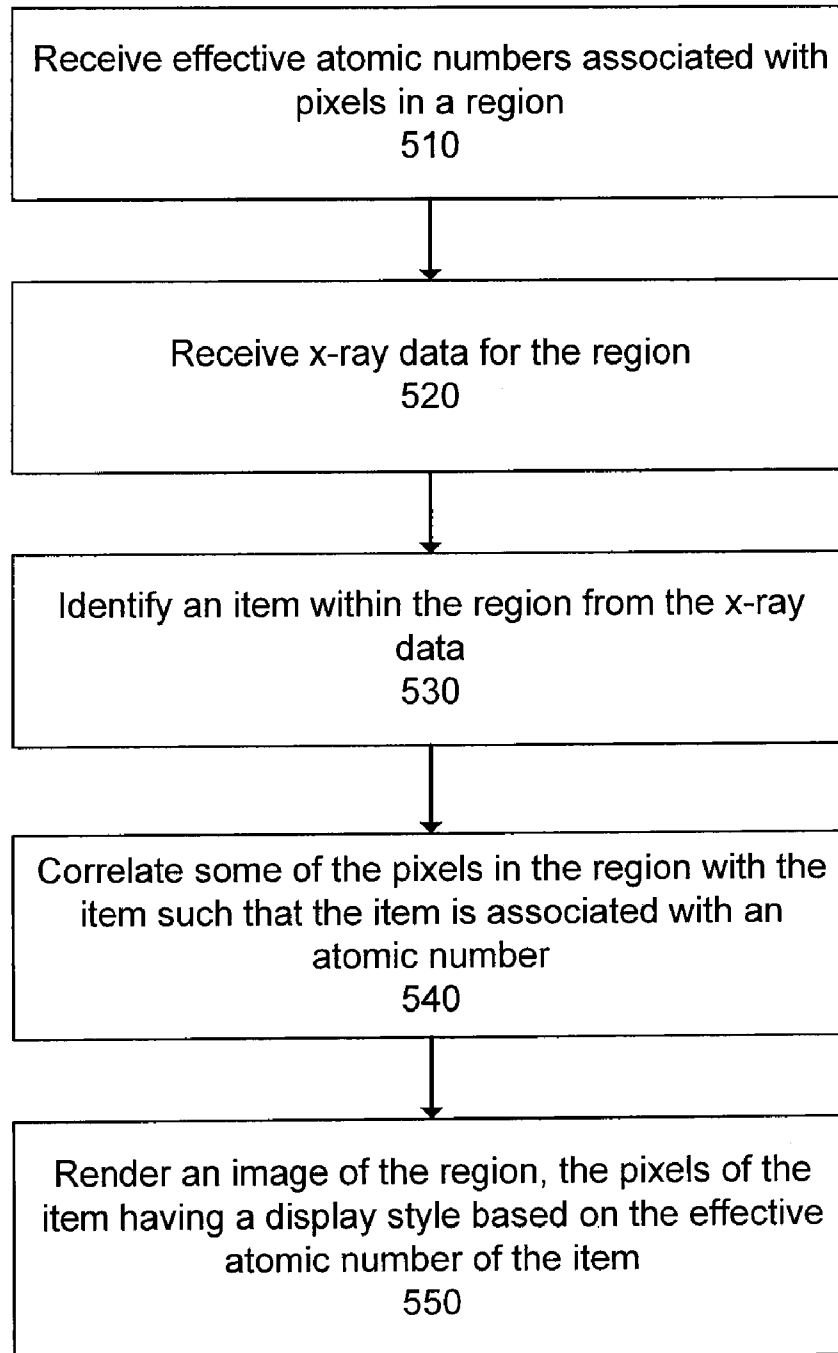 Receive effective atomic numbers associated with
pixels in a region
510
Receive x-ray data for the region
520
Identify an item within the region from the x-ray
data
530
Correlate some of the pixels in the region with the
item such that the item is associated with an
atomic number
540
Render an image of the region, the pixels of the
item having a display style based on the effective
atomic number of the item
550